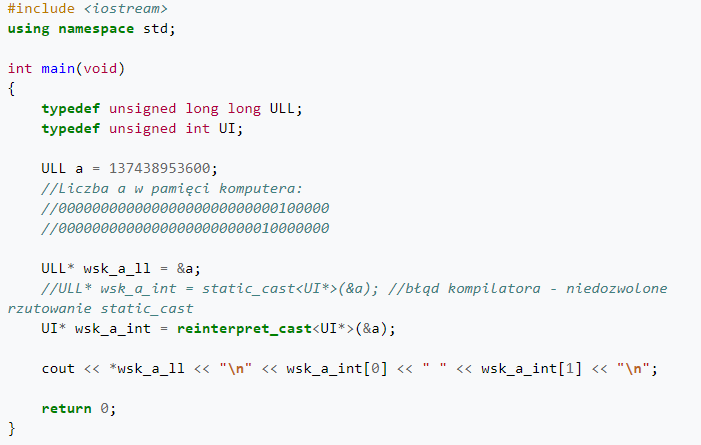 #include <iostream>
using namespace std;
int main(void)
{
typedef unsigned long long ULL;
typedef unsigned int UI;
ULL a = 137438953600;
//Liczba a w pamięci komputera:
//00000000000000000000000000100000
//00000000000000000000000010000000
ULL* wsk_a_ll = &a;
//ULL* wsk_a_int = static_cast<UI*>(&a); //błąd kompilatora - niedozwolone
rzutowanie static_cast
UI* wsk_a_int = reinterpret_cast<UI*>(&a);
cout << *wsk_a_ll << "\n" << wsk_a_int[0] << " " << wsk_a_int[1] << "\n";
return 0;
}